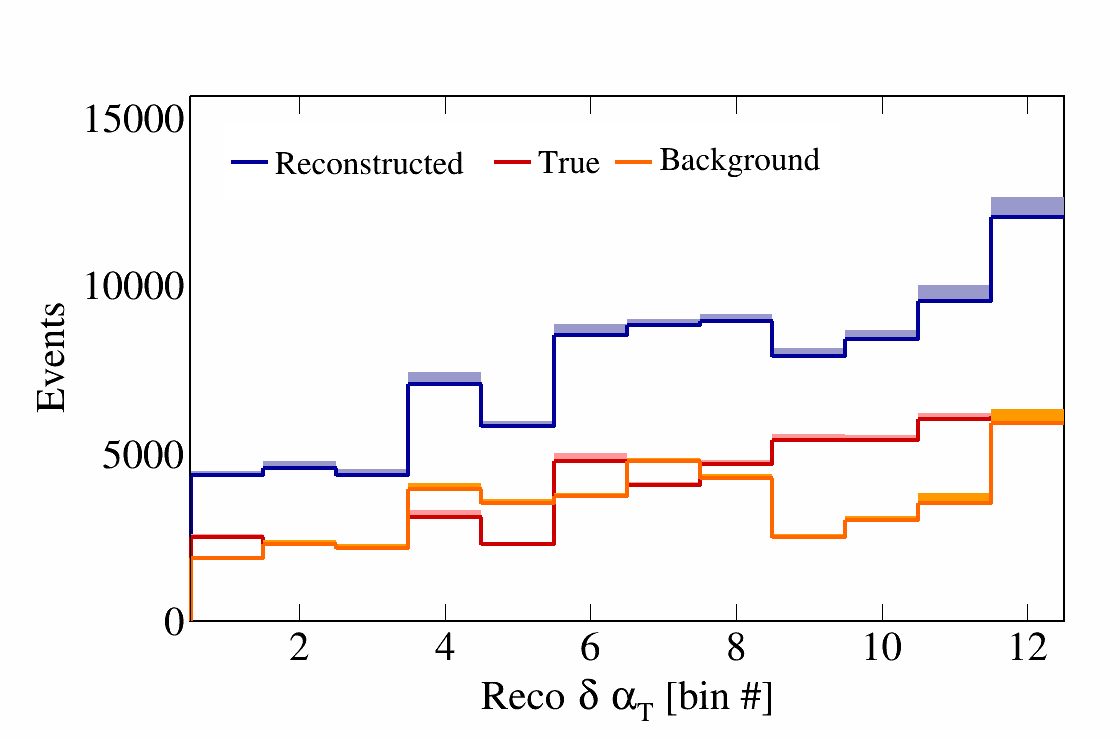 15000
Reconstructed True Background
10000
Events
5000
0
2 4 6 8 10 12
Reco δ α_T [bin #]